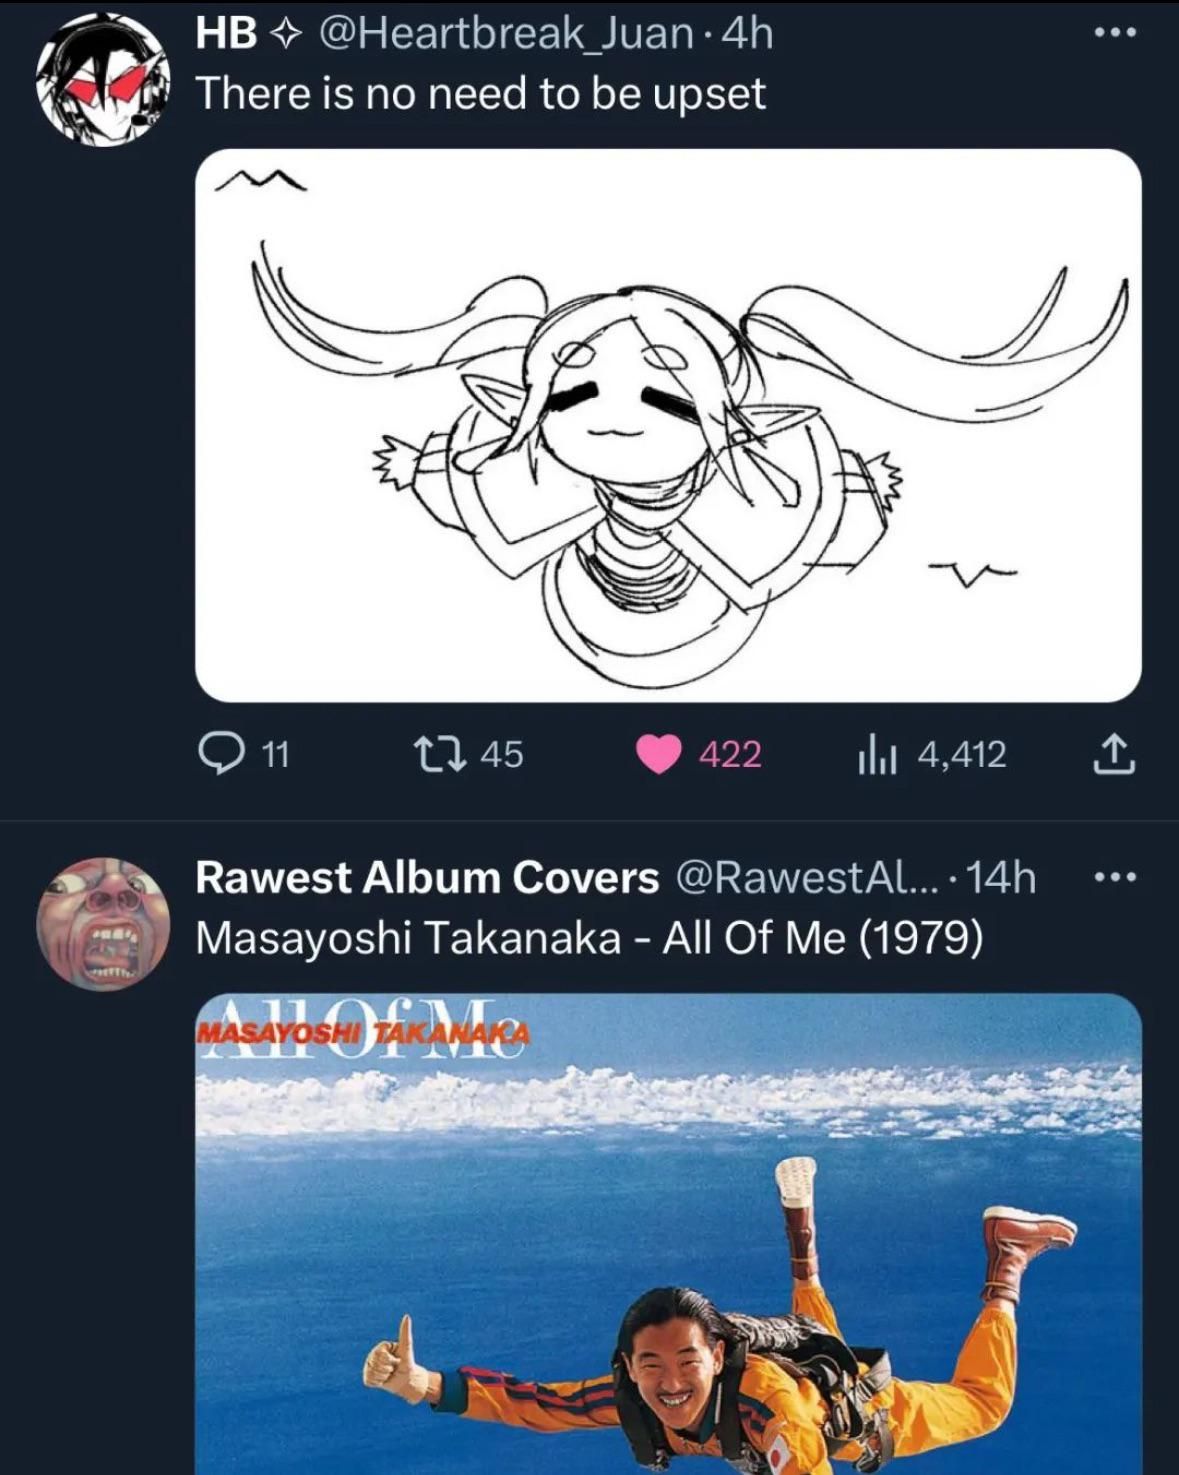 HB ✧ @Heartbreak_Juan · 4h
There is no need to be upset
11 45 422 4,412
Rawest Album Covers @RawestAl... · 14h
Masayoshi Takanaka - All Of Me (1979)
All Of Me
MASAYOSHI TAKANAKA